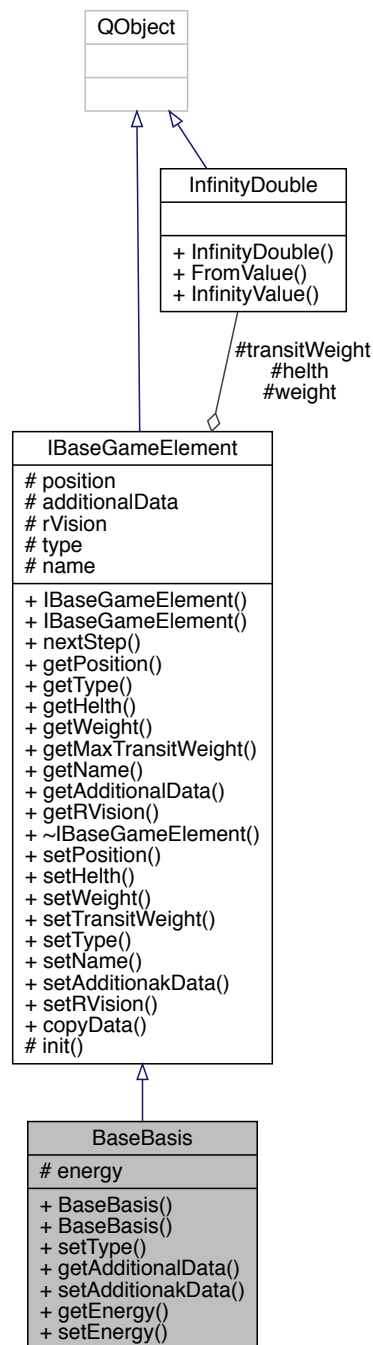 QObject
InfinityDouble
+ InfinityDouble()
+ FromValue()
+ InfinityValue()
#transitWeight
#helth
#weight
IBaseGameElement
# position
# additionalData
# rVision
# type
# name
+ IBaseGameElement()
+ IBaseGameElement()
+ nextStep()
+ getPosition()
+ getType()
+ getHelth()
+ getWeight()
+ getMaxTransitWeight()
+ getName()
+ getAdditionalData()
+ getRVision()
+ ~IBaseGameElement()
+ setPosition()
+ setHelth()
+ setWeight()
+ setTransitWeight()
+ setType()
+ setName()
+ setAdditionakData()
+ setRVision()
+ copyData()
# init()
BaseBasis
# energy
+ BaseBasis()
+ BaseBasis()
+ setType()
+ getAdditionalData()
+ setAdditionakData()
+ getEnergy()
+ setEnergy()